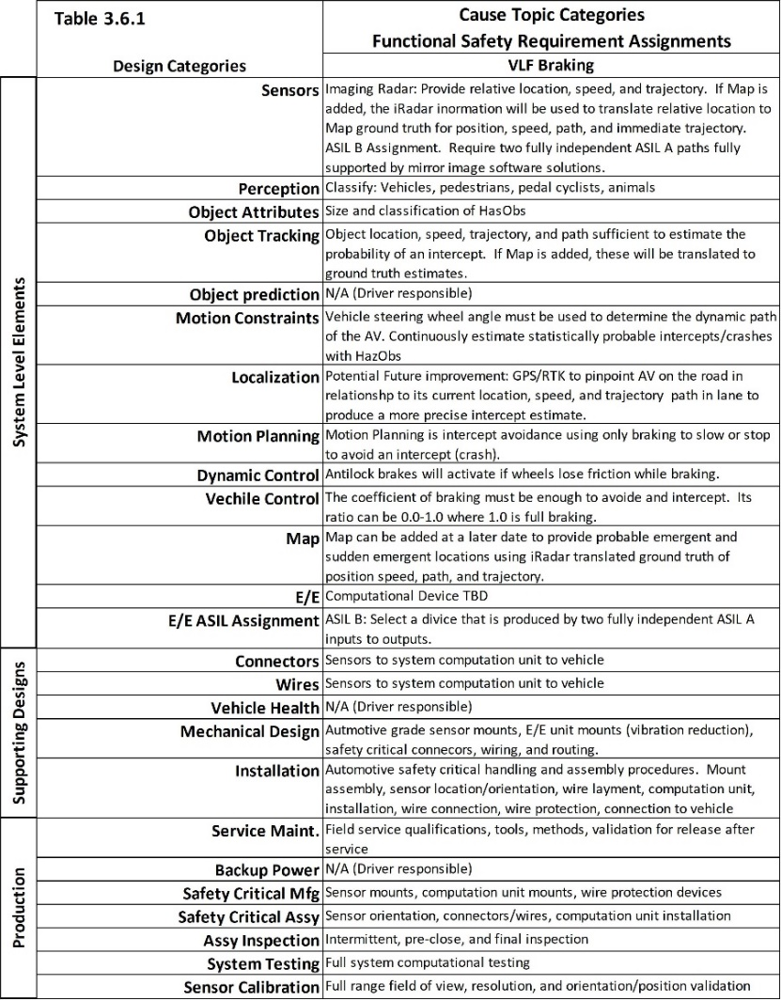 Table 3.6.1
Cause Topic Categories
Functional Safety Requirement Assignments
Design Categories
VLF Braking
System Level Elements
Sensors
Imaging Radar: Provide relative location, speed, and trajectory. If Map is
added, the iRadar inormation will be used to translate relative location to
Map ground truth for position, speed, path, and immediate trajectory.
ASIL B Assignment. Require two fully independent ASIL A paths fully
supported by mirror image software solutions.
Perception
Classify: Vehicles, pedestrians, pedal cyclists, animals
Object Attributes
Size and classification of HasObs
Object Tracking
Object location, speed, trajectory, and path sufficient to estimate the
probability of an intercept. If Map is added, these will be translated to
ground truth estimates.
Object prediction
N/A (Driver responsible)
Motion Constraints
Vehicle steering wheel angle must be used to determine the dynamic path
of the AV. Continuously estimate statistically probable intercepts/crashes
with HazObs
Localization
Potential Future improvement: GPS/RTK to pinpoint AV on the road in
relationshp to its current location, speed, and trajectory path in lane to
produce a more precise intercept estimate.
Motion Planning
Motion Planning is intercept avoidance using only braking to slow or stop
to avoid an intercept (crash).
Dynamic Control
Antilock brakes will activate if wheels lose friction while braking.
Vechile Control
The coefficient of braking must be enough to avoide and intercept. Its
ratio can be 0.0-1.0 where 1.0 is full braking.
Map
Map can be added at a later date to provide probable emergent and
sudden emergent locations using iRadar translated ground truth of
position speed, path, and trajectory.
E/E
Computational Device TBD
E/E ASIL Assignment
ASIL B: Select a divice that is produced by two fully independent ASIL A
inputs to outputs.
Supporting Designs
Connectors
Sensors to system computation unit to vehicle
Wires
Sensors to system computation unit to vehicle
Vehicle Health
N/A (Driver responsible)
Mechanical Design
Autmotive grade sensor mounts, E/E unit mounts (vibration reduction),
safety critical connecors, wiring, and routing.
Installation
Automotive safety critical handling and assembly procedures. Mount
assembly, sensor location/orientation, wire layment, computation unit,
installation, wire connection, wire protection, connection to vehicle
Production
Service Maint.
Field service qualifications, tools, methods, validation for release after
service
Backup Power
N/A (Driver responsible)
Safety Critical Mfg
Sensor mounts, computation unit mounts, wire protection devices
Safety Critical Assy
Sensor orientation, connectors/wires, computation unit installation
Assy Inspection
Intermittent, pre-close, and final inspection
System Testing
Full system computational testing
Sensor Calibration
Full range field of view, resolution, and orientation/position validation